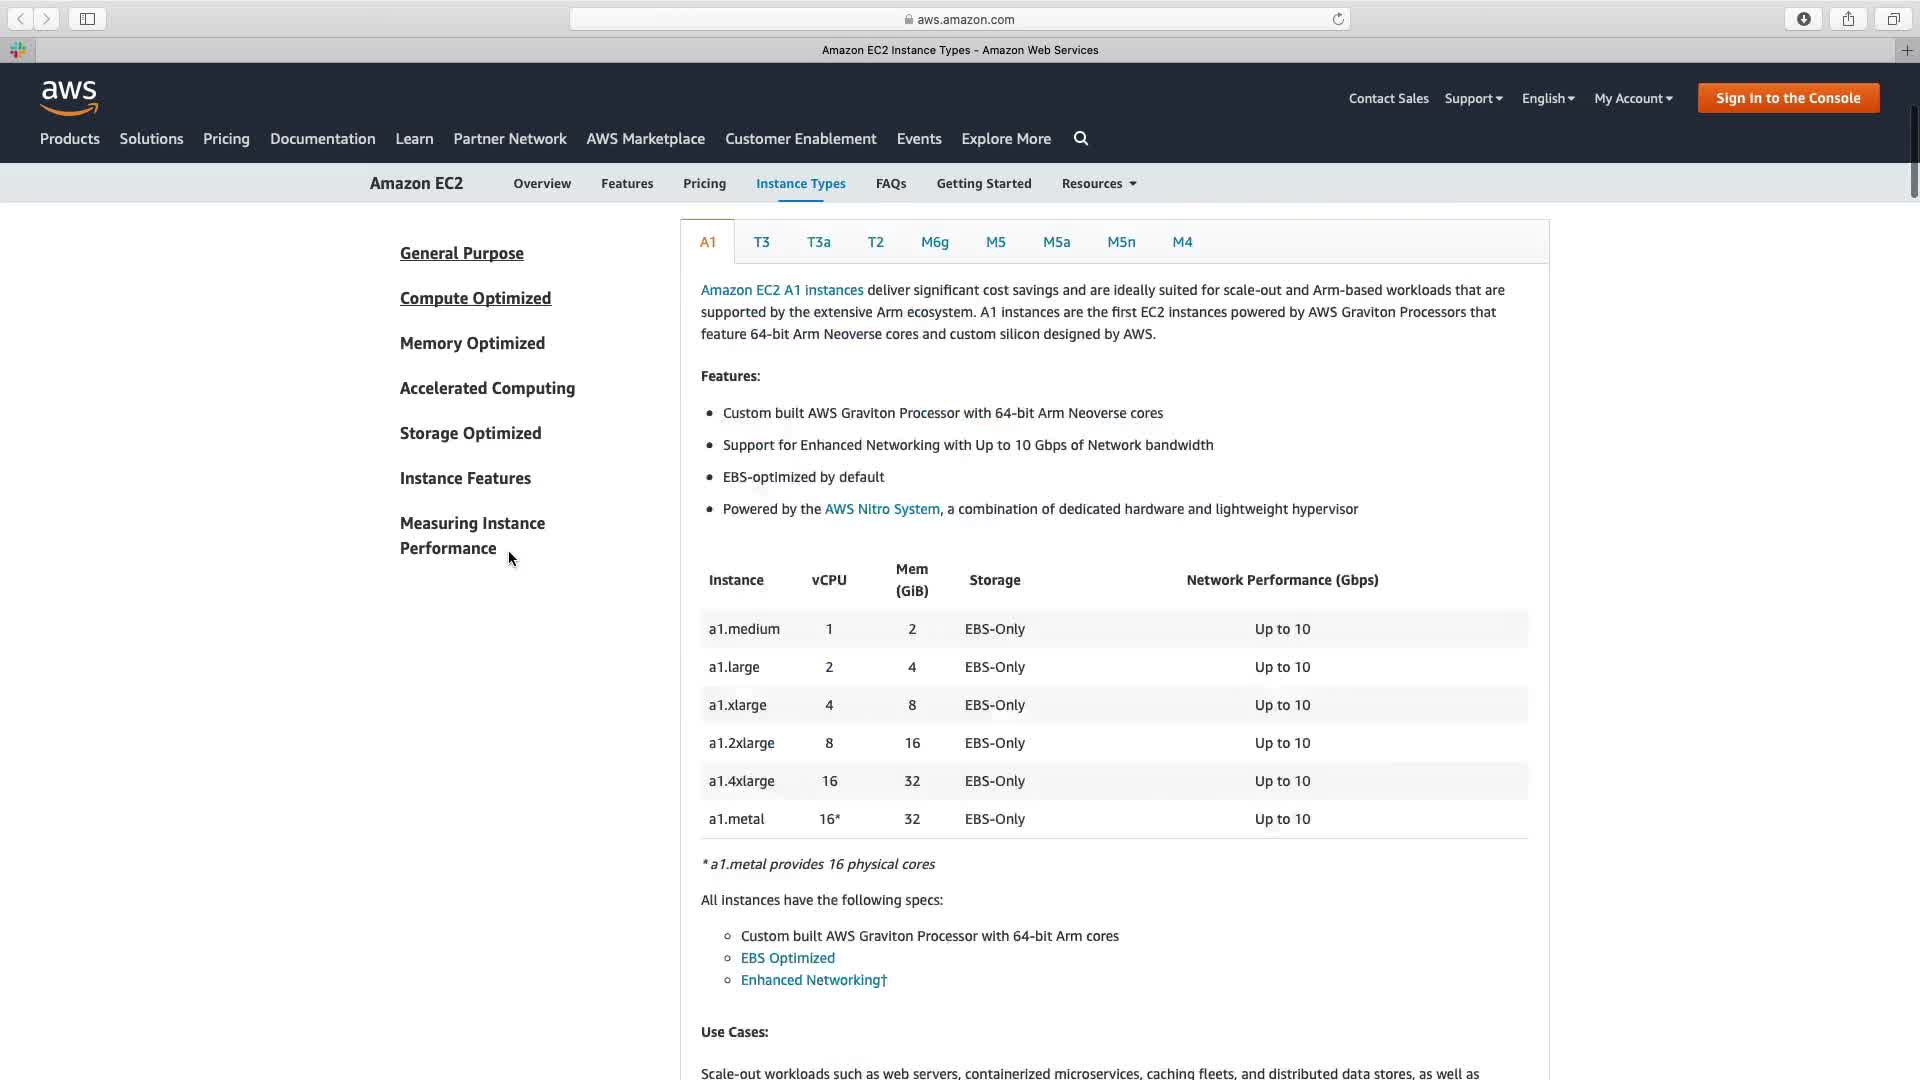 aws.amazon.com
Amazon EC2 Instance Types - Amazon Web Services
aws
Contact Sales Support English My Account Sign In to the Console
Products Solutions Pricing Documentation Learn Partner Network AWS Marketplace Customer Enablement Events Explore More
Amazon EC2 Overview Features Pricing Instance Types FAQs Getting Started Resources
General Purpose
Compute Optimized
Memory Optimized
Accelerated Computing
Storage Optimized
Instance Features
Measuring Instance
Performance
A1 T3 T3a T2 M6g M5 M5a M5n M4
Amazon EC2 A1 instances deliver significant cost savings and are ideally suited for scale-out and Arm-based workloads that are
supported by the extensive Arm ecosystem. A1 instances are the first EC2 instances powered by AWS Graviton Processors that
feature 64-bit Arm Neoverse cores and custom silicon designed by AWS.
Features:
• Custom built AWS Graviton Processor with 64-bit Arm Neoverse cores
• Support for Enhanced Networking with Up to 10 Gbps of Network bandwidth
• EBS-optimized by default
• Powered by the AWS Nitro System, a combination of dedicated hardware and lightweight hypervisor
Instance vCPU Mem (GiB) Storage Network Performance (Gbps)
a1.medium 1 2 EBS-Only Up to 10
a1.large 2 4 EBS-Only Up to 10
a1.xlarge 4 8 EBS-Only Up to 10
a1.2xlarge 8 16 EBS-Only Up to 10
a1.4xlarge 16 32 EBS-Only Up to 10
a1.metal 16* 32 EBS-Only Up to 10
* a1.metal provides 16 physical cores
All instances have the following specs:
Custom built AWS Graviton Processor with 64-bit Arm cores
EBS Optimized
Enhanced Networking†
Use Cases:
Scale-out workloads such as web servers, containerized microservices, caching fleets, and distributed data stores, as well as